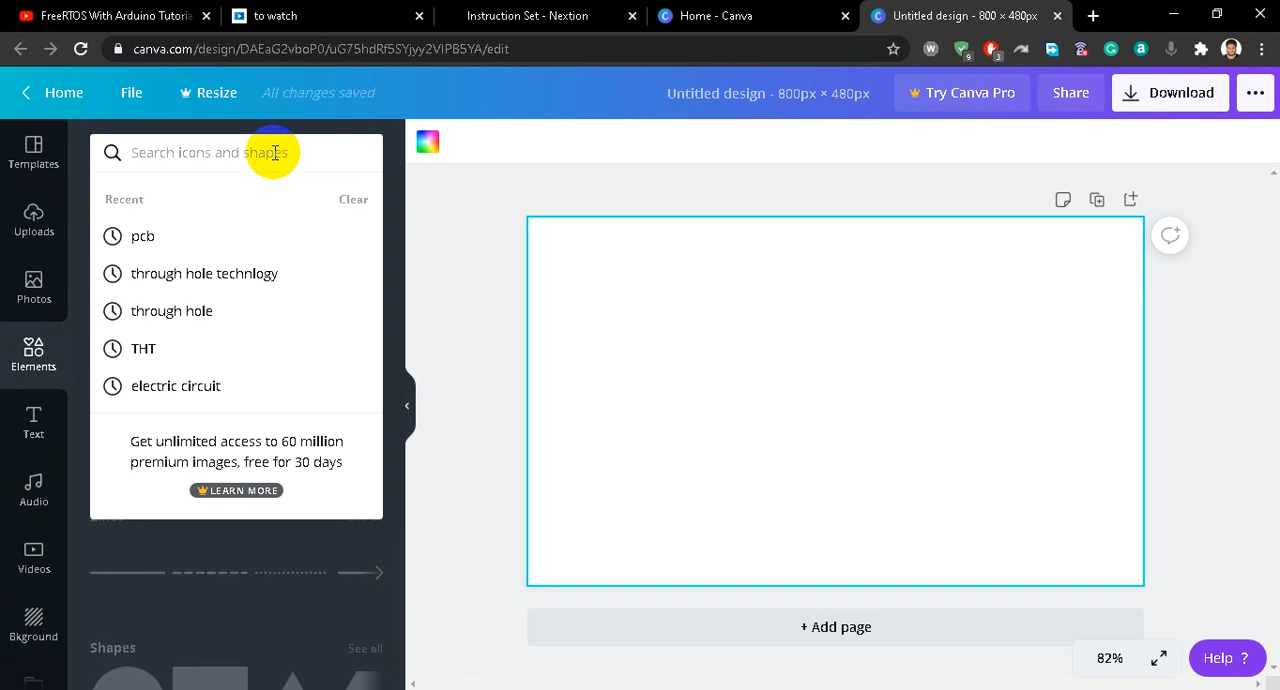 FreeRTOS With Arduino Tutoria
to watch
Instruction Set - Nextion
Home - Canva
Untitled design - 800 × 480px
canva.com/design/DAEaG2vboP0/uG75hdRf5SYjyy2VIPB5YA/edit
W
9
3
G
a
Home
File
Resize
All changes saved
Untitled design - 800px × 480px
Try Canva Pro
Share
Download
Templates
Uploads
Photos
Elements
Text
Audio
Videos
Bkground
Search icons and shapes
Recent
Clear
pcb
through hole technlogy
through hole
THT
electric circuit
Get unlimited access to 60 million
premium images, free for 30 days
LEARN MORE
Shapes
See all
+ Add page
82%
Help ?